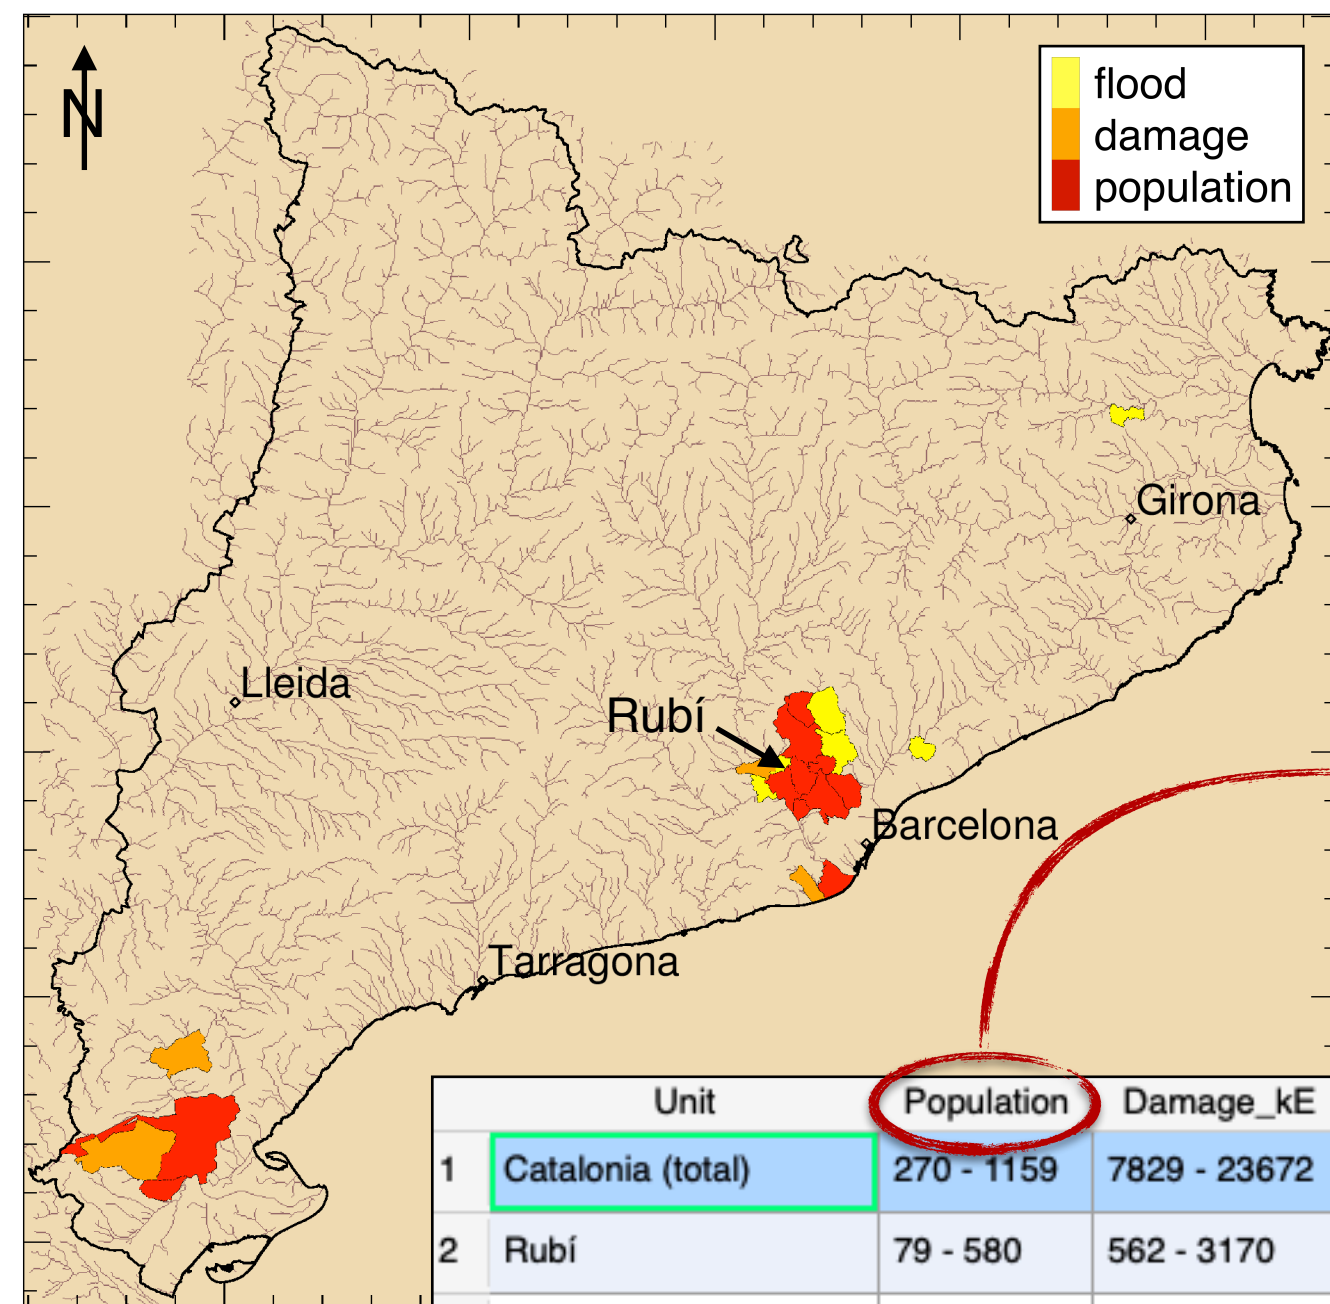 N
flood
damage
population
Girona
Lleida
Rubí
Barcelona
Tarragona
Unit Population Damage_kE
1 Catalonia (total) 270 - 1159 7829 - 23672
2 Rubí 79 - 580 562 - 3170